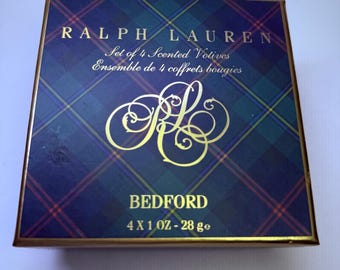 RALPH LAUREN
Set of 4 Scented Votives
Ensemble de 4 coffrets bougies
RL
BEDFORD
4 X 1 OZ - 28 g e